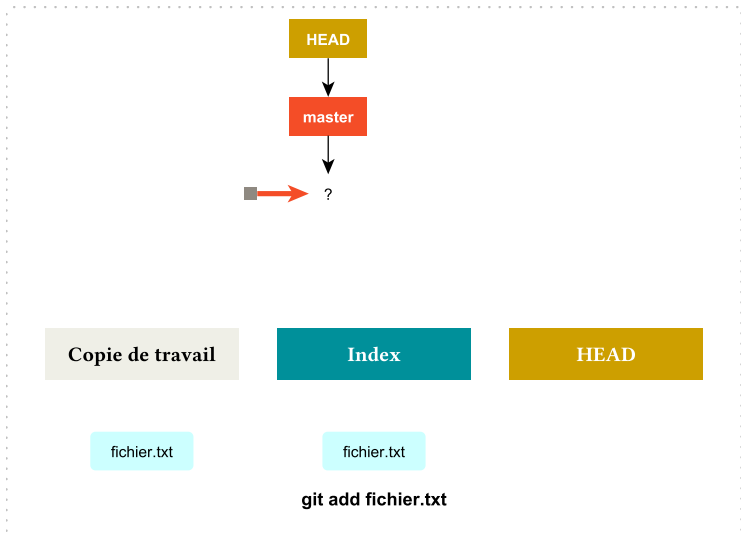 HEAD
master
?
Copie de travail
Index
HEAD
fichier.txt
fichier.txt
git add fichier.txt